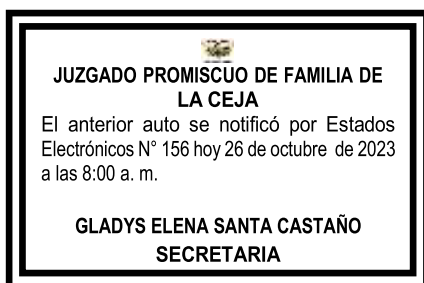 JUZGADO PROMISCUO DE FAMILIA DE
LA CEJA
El anterior auto se notificó por Estados
Electrónicos N° 156 hoy 26 de octubre de 2023
a las 8:00 a. m.
GLADYS ELENA SANTA CASTAÑO
SECRETARIA